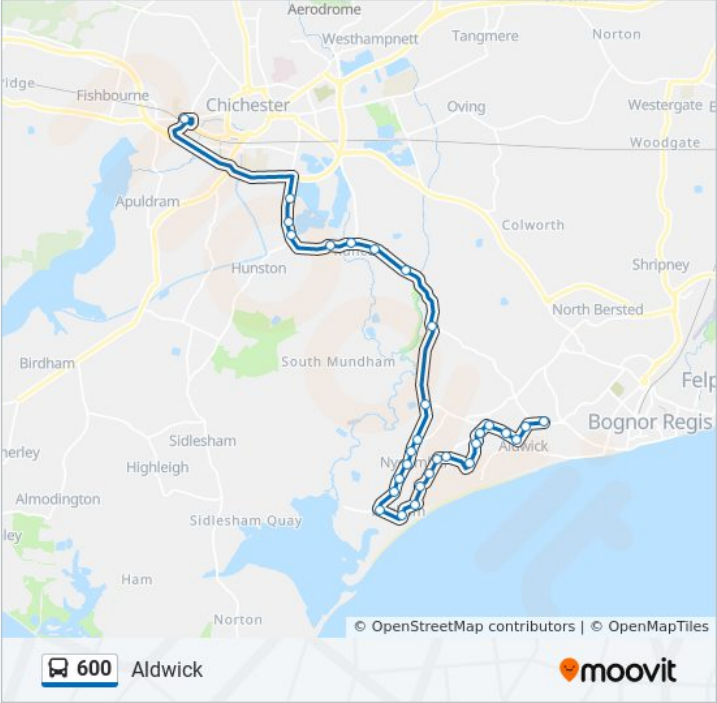 Aerodrome
Westhampnett
Tangmere
Norton
idge
Fishbourne
Chichester
Oving
Westergate
E
Woodgate
Apuldram
Colworth
Hunston
Shripney
North Bersted
Birdham
South Mundham
Felp
Bognor Regis
Aldwick
Sidlesham
erley
Highleigh
Almodington
Sidlesham Quay
ley
Ham
Norton
© OpenStreetMap contributors | © OpenMapTiles
600 Aldwick
moovit